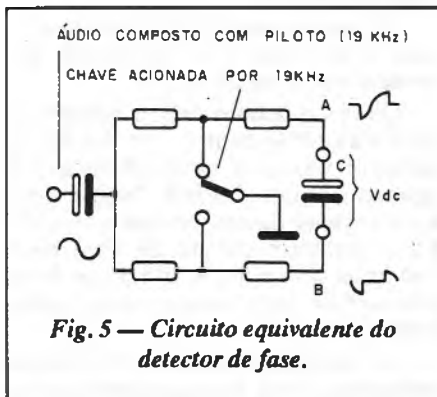 ÁUDIO COMPOSTO COM PILOTO (19 KHz)
CHAVE ACIONADA POR 19KHz
A
C
Vdc
B
Fig. 5 — Circuito equivalente do
detector de fase.